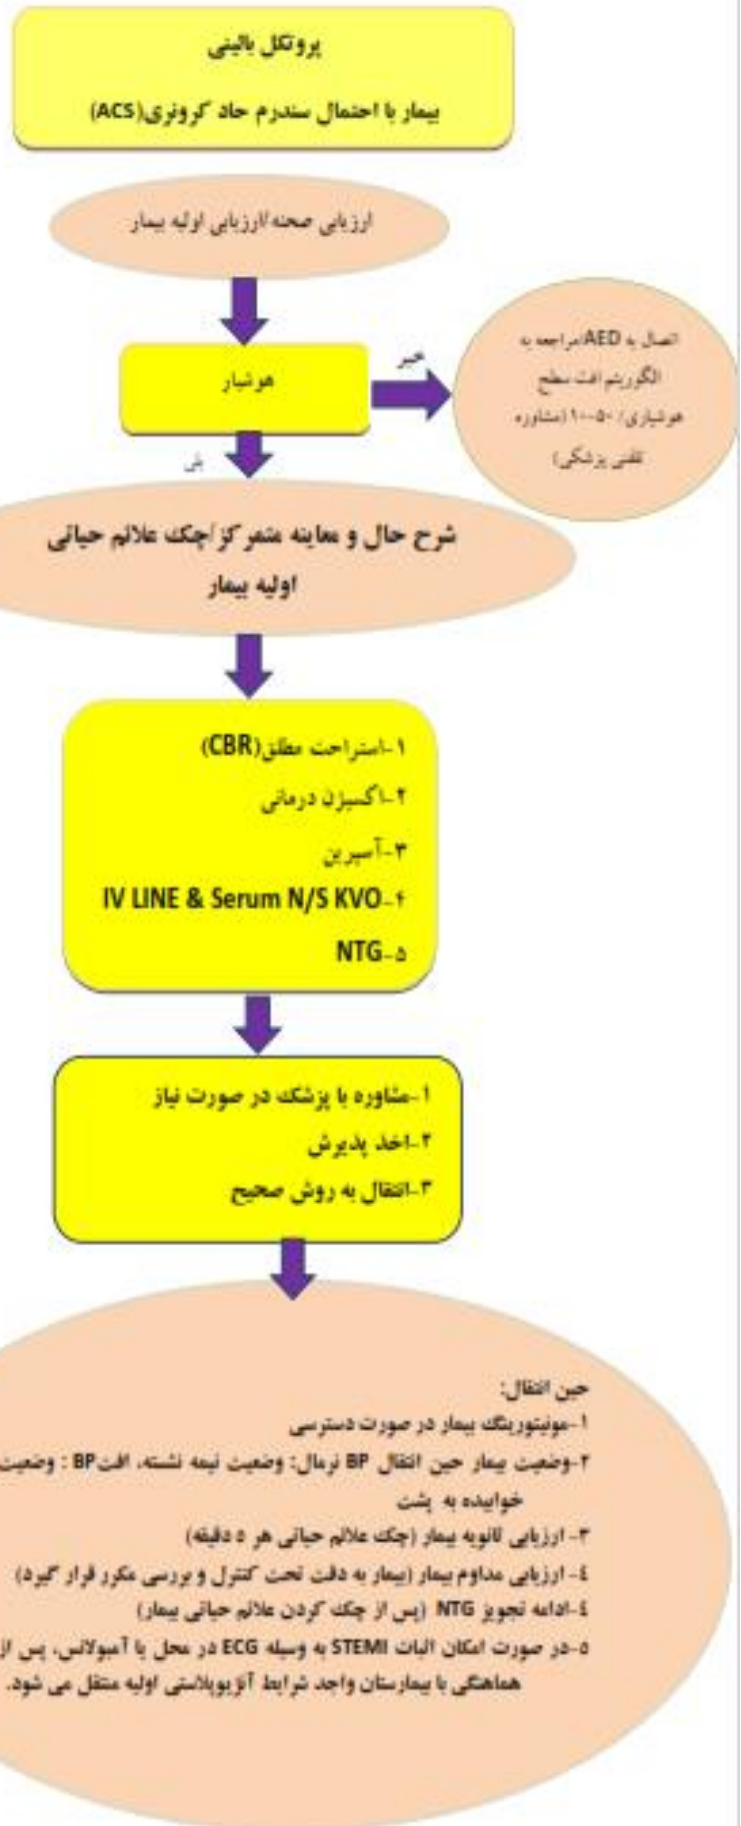 پروتکل بالینی
بیمار با احتمال سندرم حاد کرونری(ACS)
ارزیابی صحنه/ارزیابی اولیه بیمار
هوشیار
خیر
اتصال به AED/مراجعه به
الگوریتم افت سطح
هوشیاری/ ۵۰-۱۰ (مشاوره
تلفنی پزشکی)
بلی
شرح حال و معاینه متمرکز/چک علائم حیاتی
اولیه بیمار
۱-استراحت مطلق(CBR)
۲-اکسیژن درمانی
۳-آسپرین
۴-IV LINE & Serum N/S KVO
۵-NTG
۱-مشاوره با پزشک در صورت نیاز
۲-اخذ پذیرش
۳-انتقال به روش صحیح
حین انتقال:
۱-مونیتورینگ بیمار در صورت دسترسی
۲-وضعیت بیمار حین انتقال BP نرمال: وضعیت نیمه نشسته، افتBP : وضعیت
خوابیده به پشت
۳- ارزیابی ثانویه بیمار (چک علائم حیاتی هر ۵ دقیقه)
٤- ارزیابی مداوم بیمار (بیمار به دقت تحت کنترل و بررسی مکرر قرار گیرد)
٤-ادامه تجویز NTG (پس از چک کردن علائم حیاتی بیمار)
۵-در صورت امکان اثبات STEMI به وسیله ECG در محل یا آمبولانس، پس از
هماهنگی با بیمارستان واجد شرایط آنژیوپلاستی اولیه منتقل می شود.